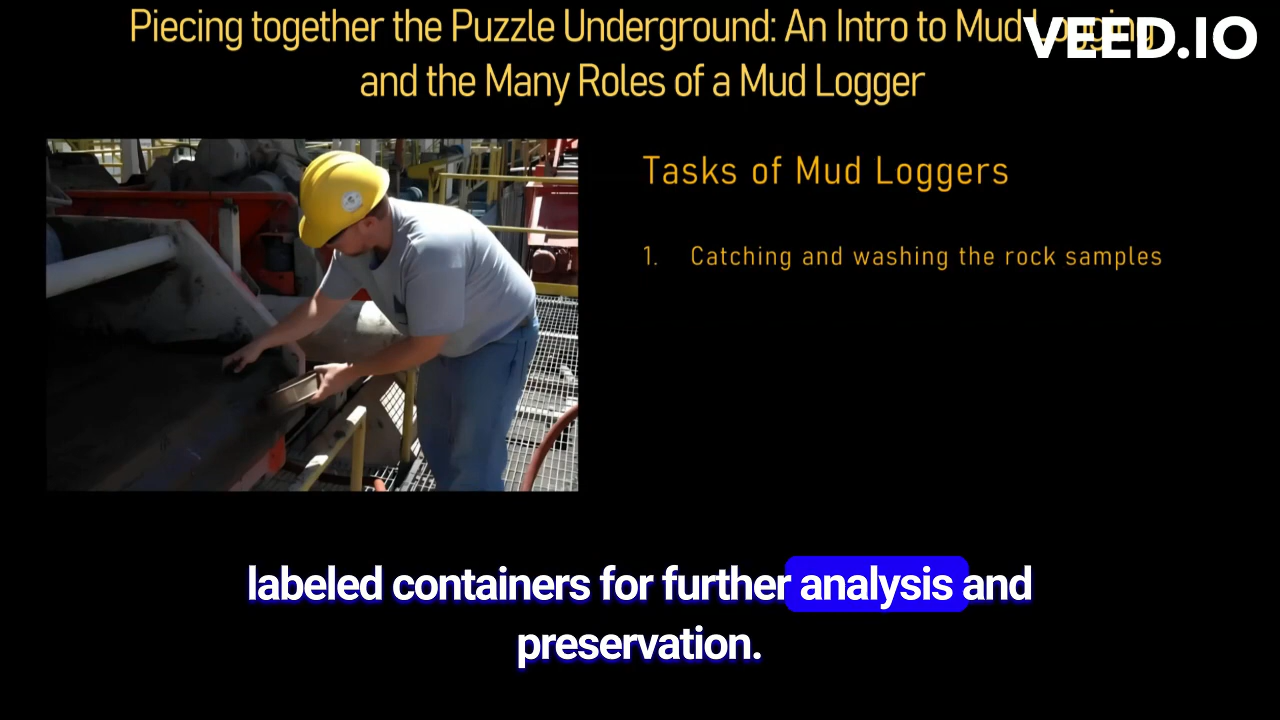 Piecing together the Puzzle Underground: An Intro to Mud Logging
VEED.IO
and the Many Roles of a Mud Logger
Tasks of Mud Loggers
1. Catching and washing the rock samples
labeled containers for further analysis and
preservation.